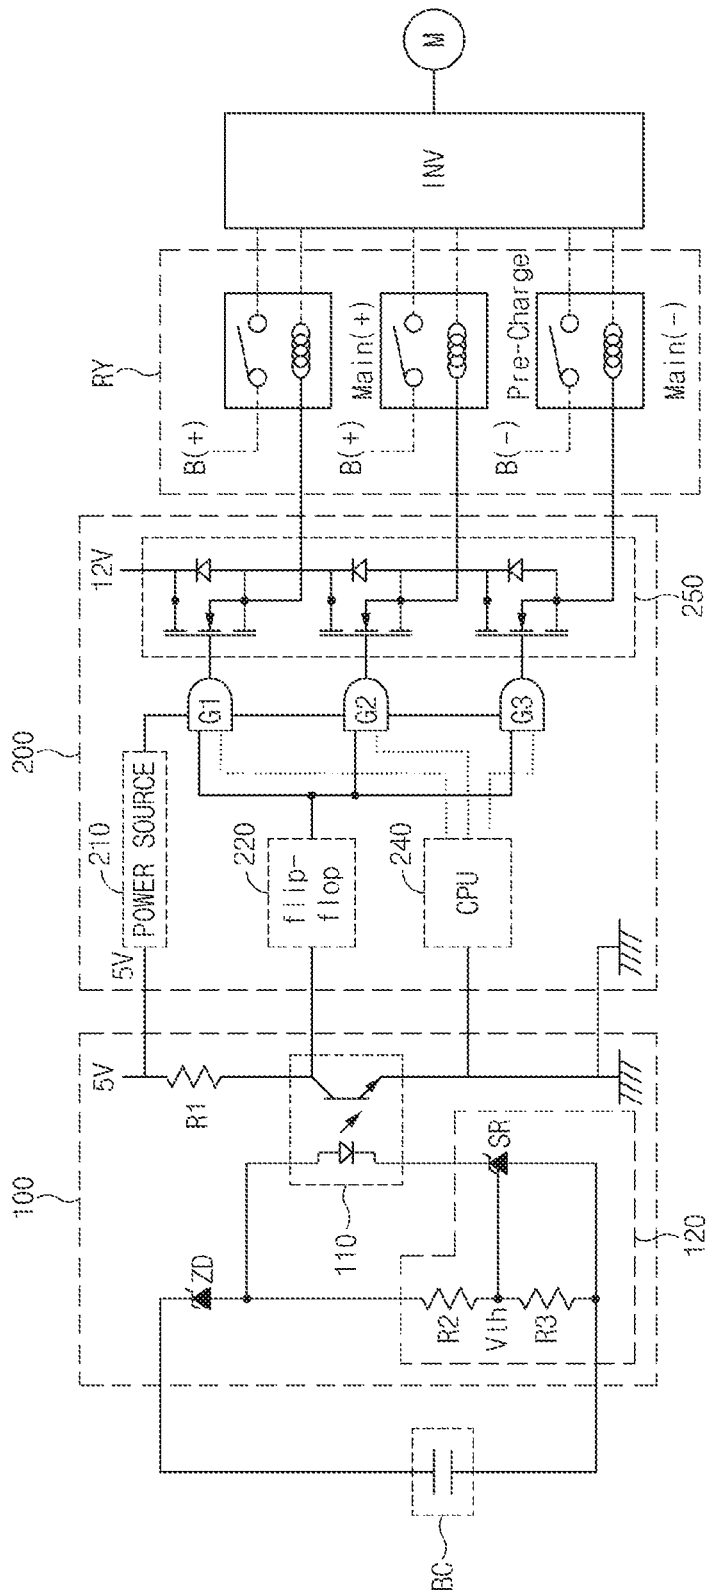 100
200
RY
ZD
5V
R1
5V
210
POWER SOURCE
12V
B(+)
110
220
flip-
flop
G1
Main(+)
INV
M
BC
R2
Vth
R3
SR
240
CPU
G2
B(+)
Pre-Charge
G3
B(-)
Main(-)
120
250